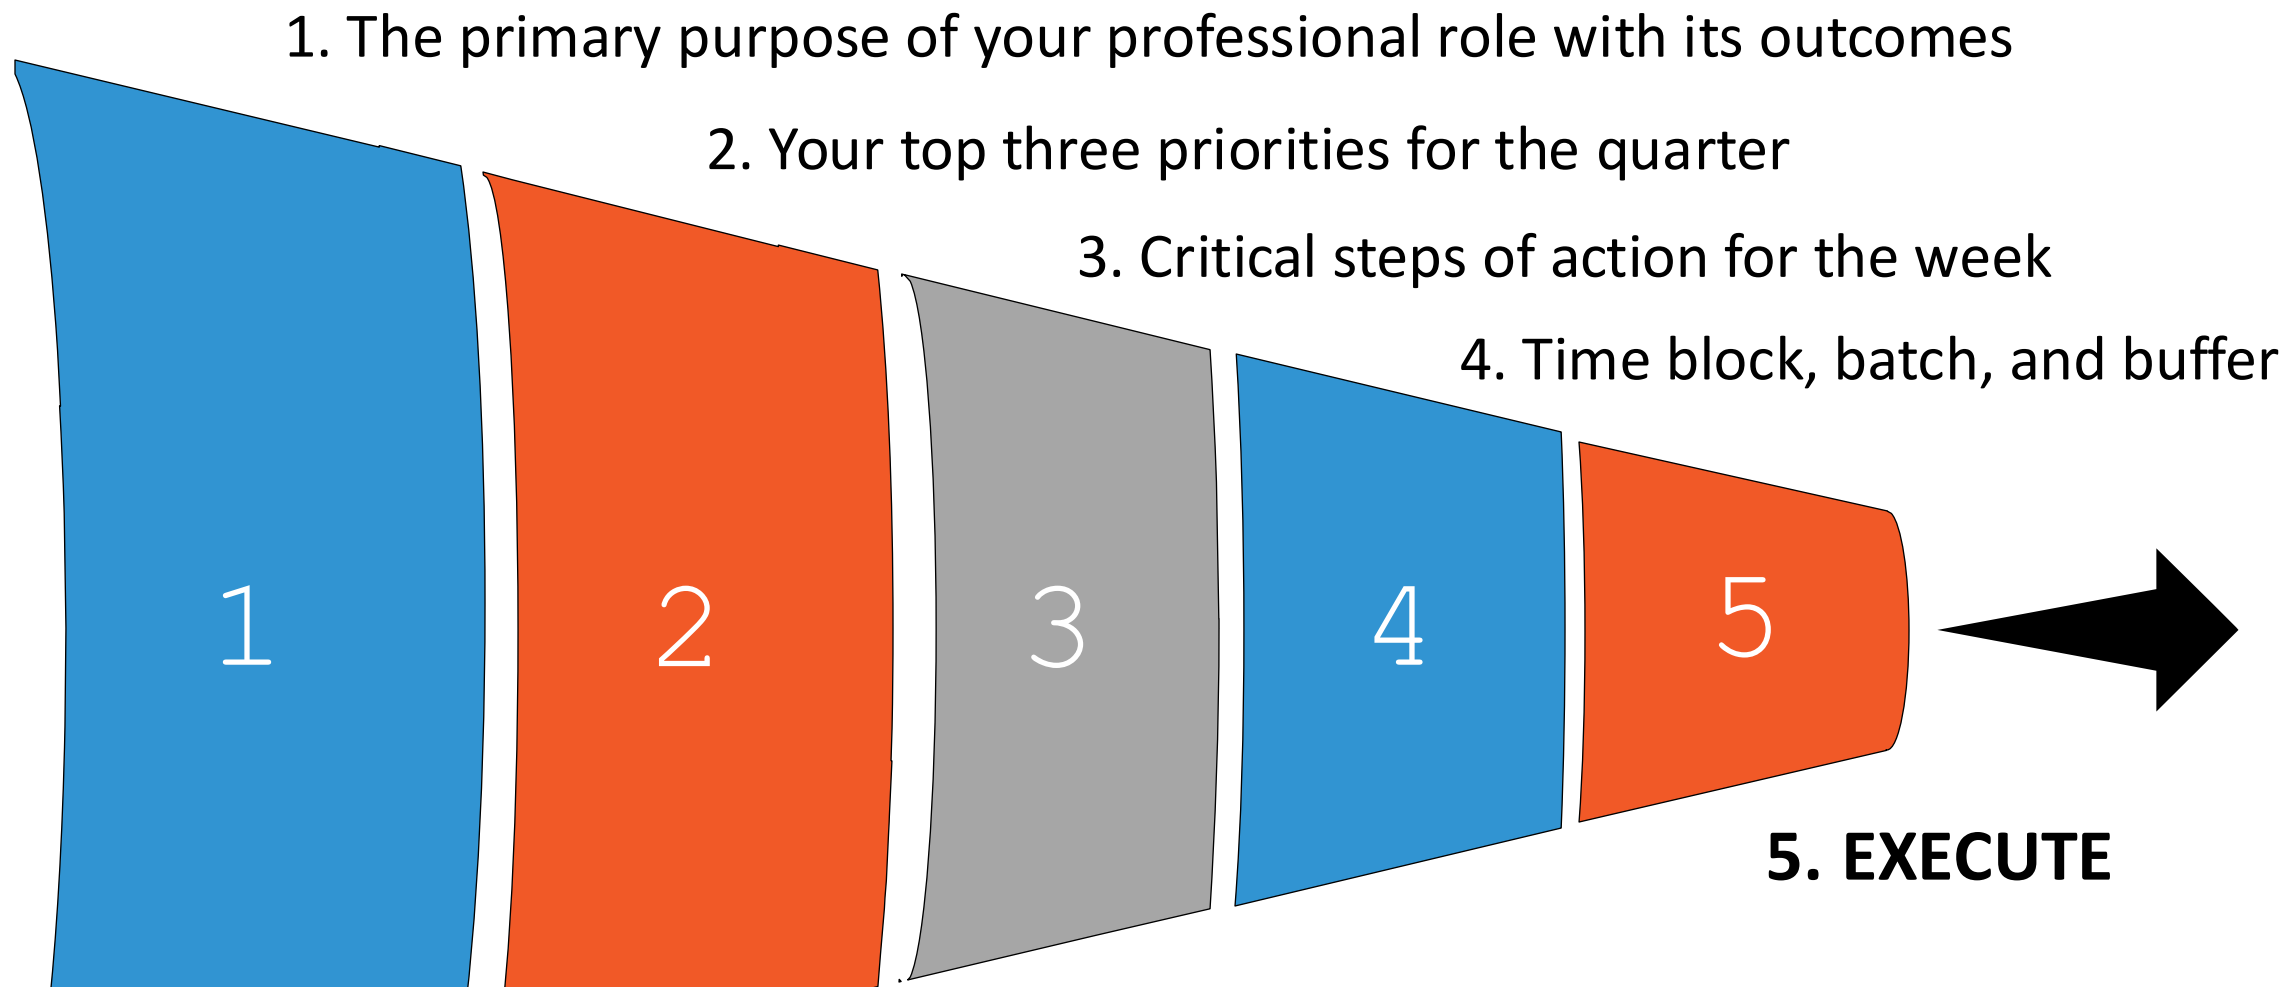 1. The primary purpose of your professional role with its outcomes
2. Your top three priorities for the quarter
3. Critical steps of action for the week
4. Time block, batch, and buffer
1
2
3
4
5
5. EXECUTE